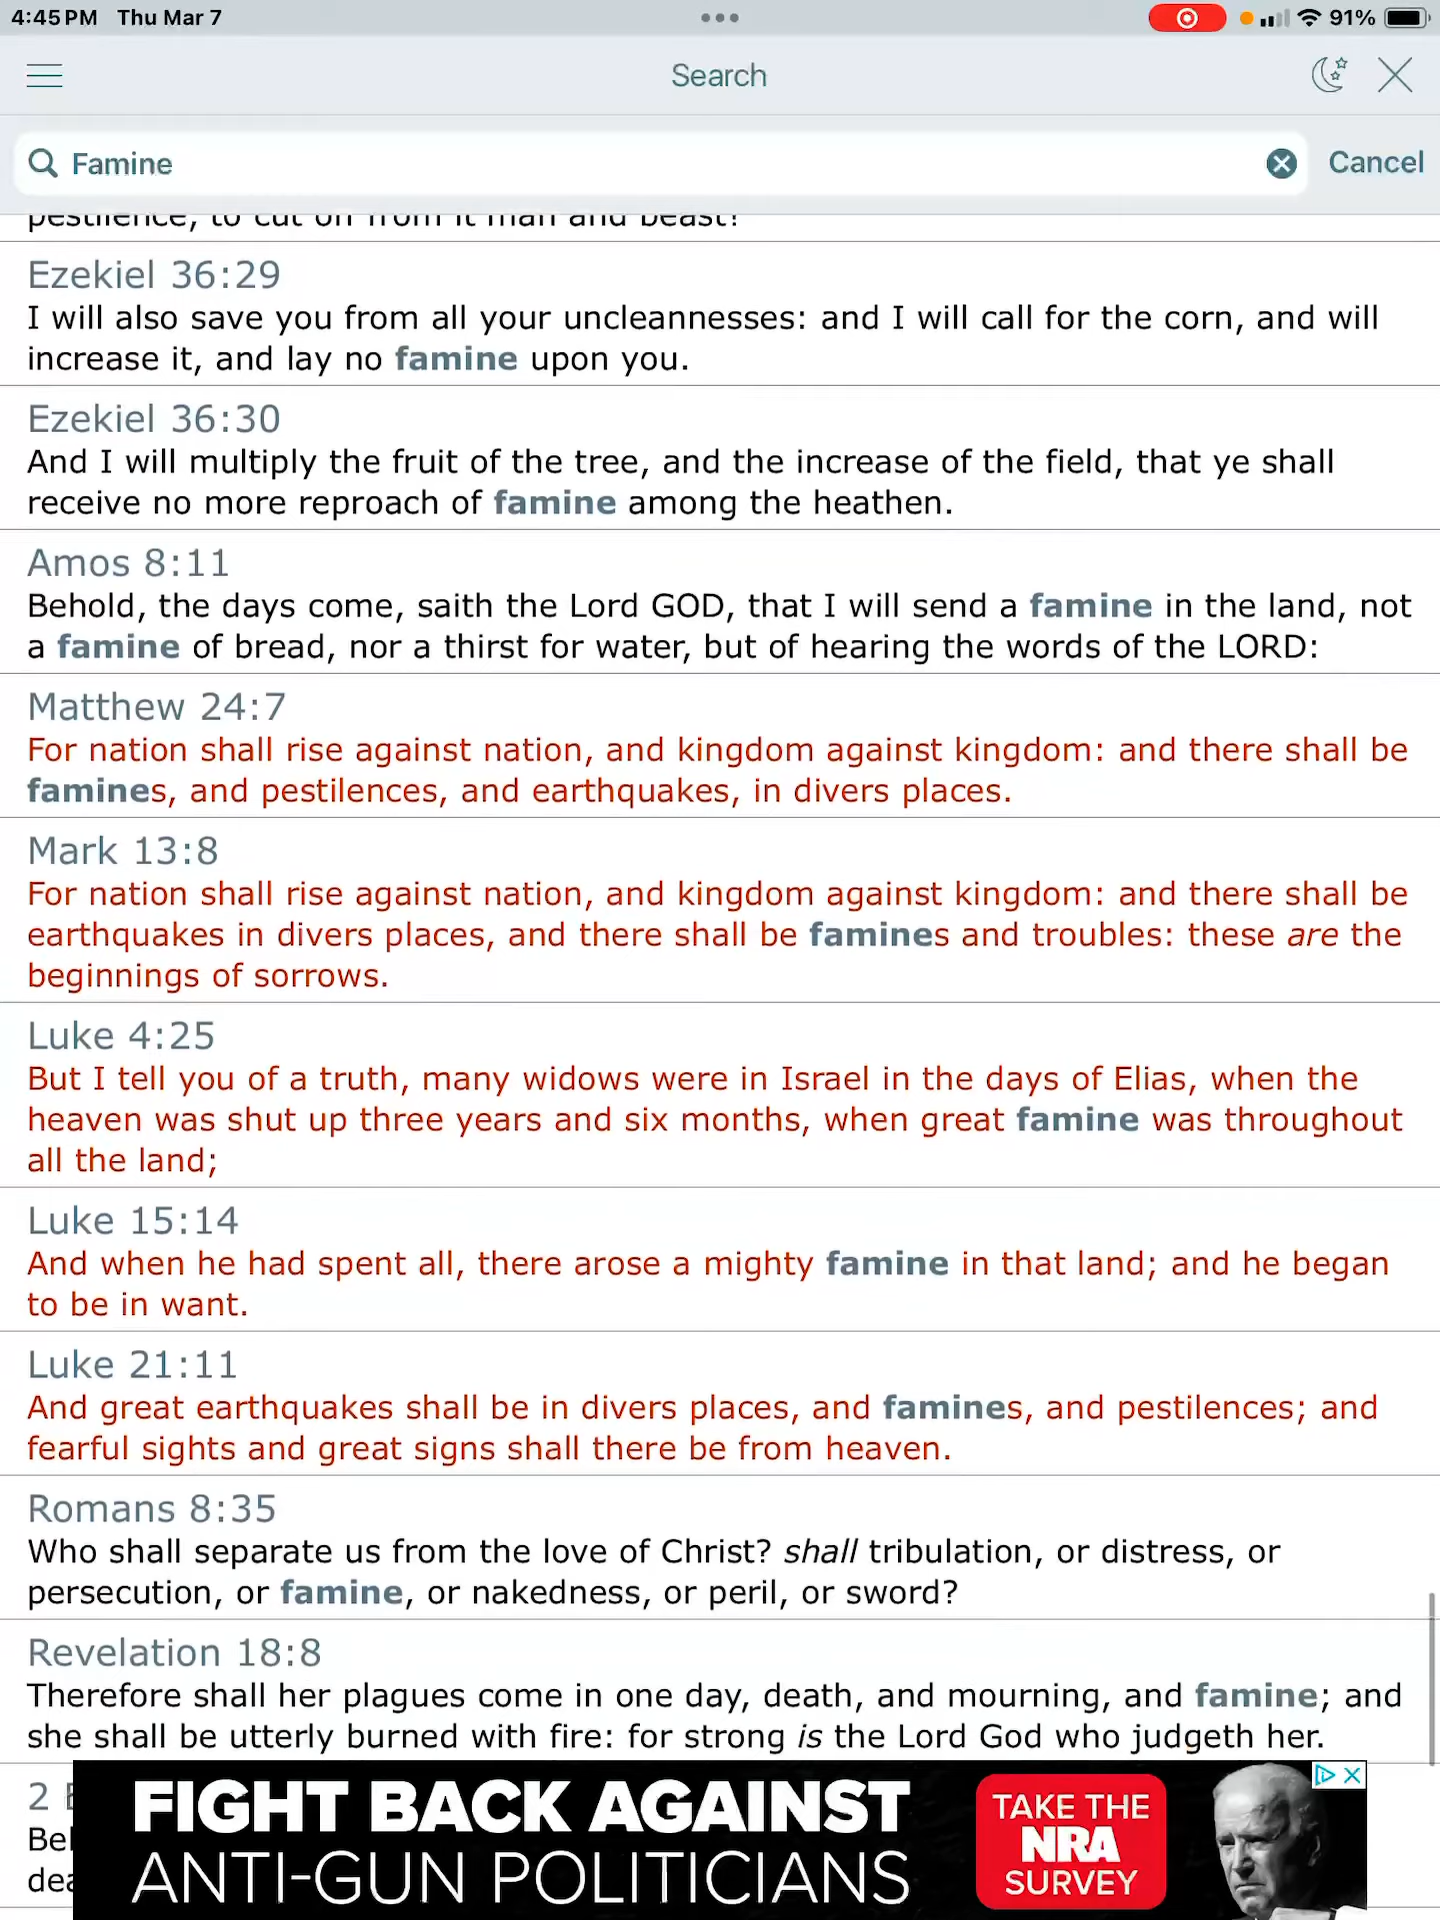 4:45 PM Thu Mar 7
91%
Search
Famine
Cancel
pestilence, to cut off from it man and beast!
Ezekiel 36:29
I will also save you from all your uncleannesses: and I will call for the corn, and will
increase it, and lay no famine upon you.
Ezekiel 36:30
And I will multiply the fruit of the tree, and the increase of the field, that ye shall
receive no more reproach of famine among the heathen.
Amos 8:11
Behold, the days come, saith the Lord GOD, that I will send a famine in the land, not
a famine of bread, nor a thirst for water, but of hearing the words of the LORD:
Matthew 24:7
For nation shall rise against nation, and kingdom against kingdom: and there shall be
famines, and pestilences, and earthquakes, in divers places.
Mark 13:8
For nation shall rise against nation, and kingdom against kingdom: and there shall be
earthquakes in divers places, and there shall be famines and troubles: these are the
beginnings of sorrows.
Luke 4:25
But I tell you of a truth, many widows were in Israel in the days of Elias, when the
heaven was shut up three years and six months, when great famine was throughout
all the land;
Luke 15:14
And when he had spent all, there arose a mighty famine in that land; and he began
to be in want.
Luke 21:11
And great earthquakes shall be in divers places, and famines, and pestilences; and
fearful sights and great signs shall there be from heaven.
Romans 8:35
Who shall separate us from the love of Christ? shall tribulation, or distress, or
persecution, or famine, or nakedness, or peril, or sword?
Revelation 18:8
Therefore shall her plagues come in one day, death, and mourning, and famine; and
she shall be utterly burned with fire: for strong is the Lord God who judgeth her.
2
FIGHT BACK AGAINST
ANTI-GUN POLITICIANS
TAKE THE
NRA
SURVEY